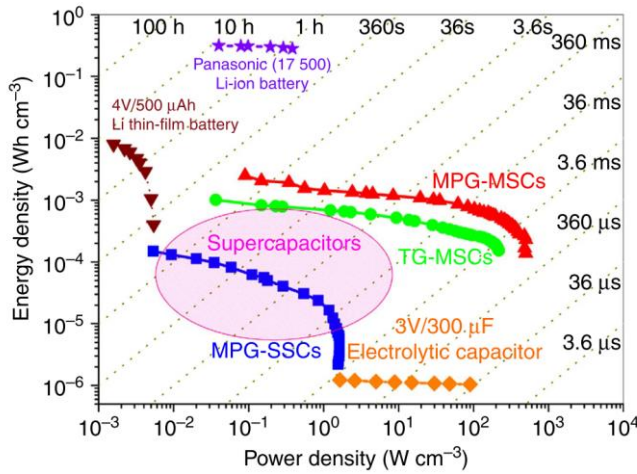 100 h 10 h 1 h 360s 36s 3.6s
360 ms
36 ms
3.6 ms
360 µs
36 µs
3.6 µs
Panasonic (17 500)
Li-ion battery
4V/500 µAh
Li thin-film battery
MPG-MSCs
TG-MSCs
Supercapacitors
MPG-SSCs
3V/300 µF
Electrolytic capacitor
Energy density (Wh cm⁻³)
10⁰
10⁻¹
10⁻²
10⁻³
10⁻⁴
10⁻⁵
10⁻⁶
10⁻³ 10⁻² 10⁻¹ 10⁰ 10¹ 10² 10³ 10⁴
Power density (W cm⁻³)